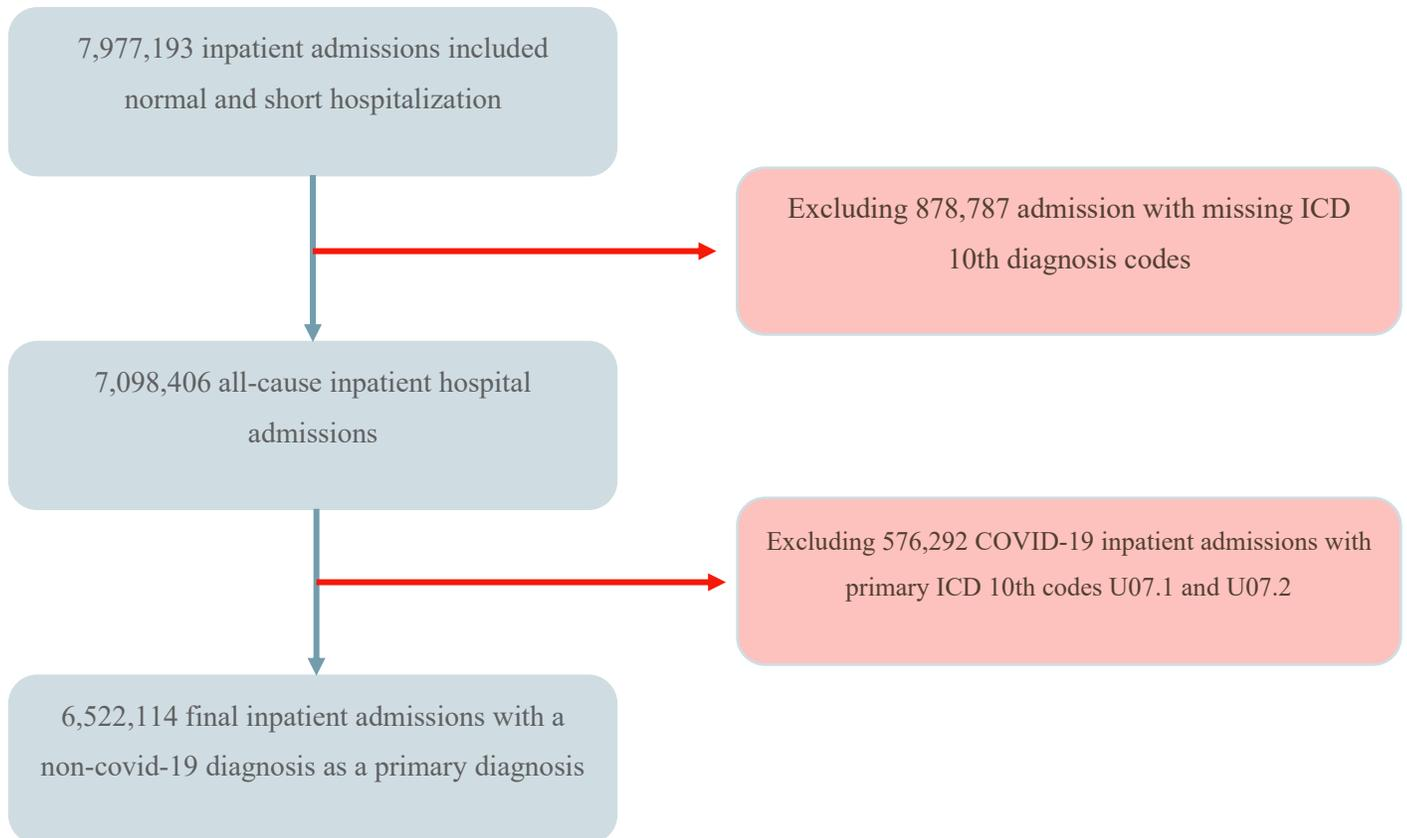 7,977,193 inpatient admissions included
normal and short hospitalization
Excluding 878,787 admission with missing ICD
10th diagnosis codes
7,098,406 all-cause inpatient hospital
admissions
Excluding 576,292 COVID-19 inpatient admissions with
primary ICD 10th codes U07.1 and U07.2
6,522,114 final inpatient admissions with a
non-covid-19 diagnosis as a primary diagnosis